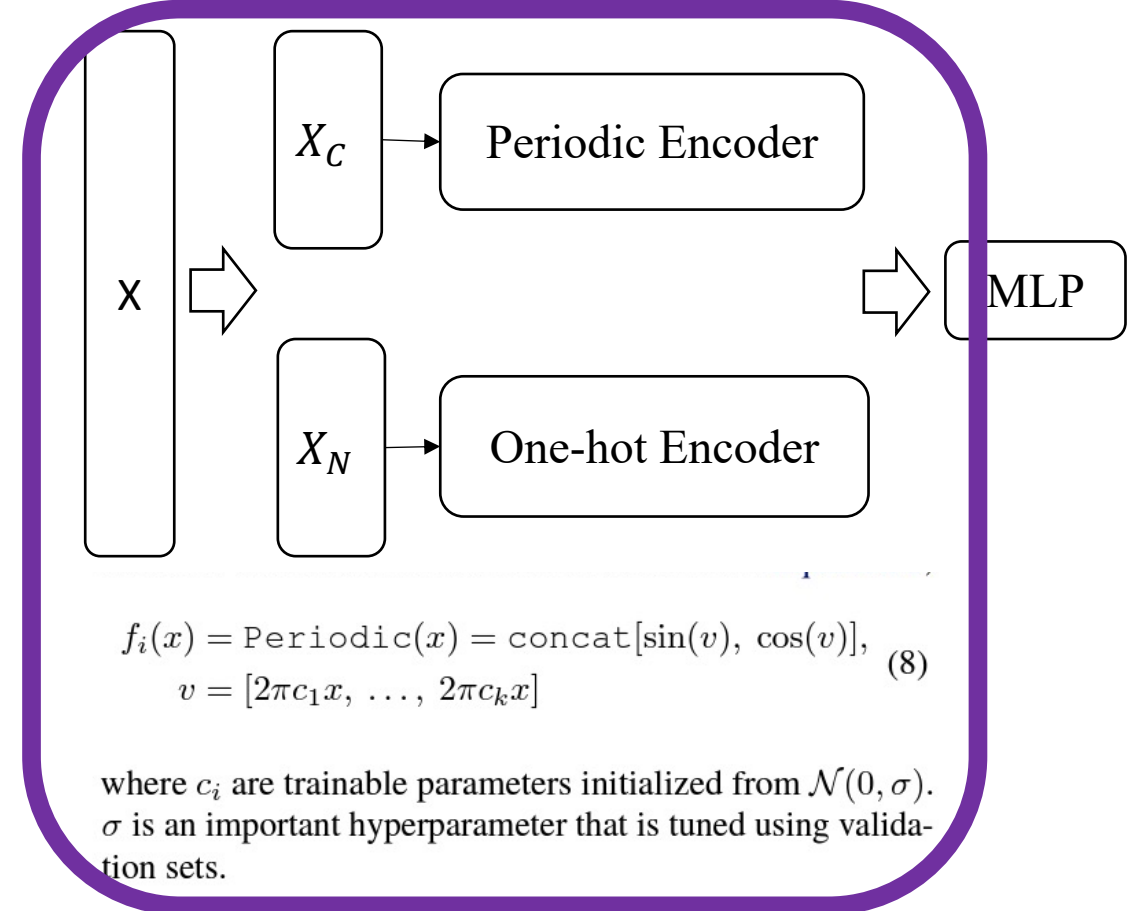 X
X_C
Periodic Encoder
MLP
X_N
One-hot Encoder
f_i(x) = Periodic(x) = concat[sin(v), cos(v)],
v = [2πc_1x, …, 2πc_kx]
(8)
where c_i are trainable parameters initialized from 𝒩(0, σ).
σ is an important hyperparameter that is tuned using valida-
tion sets.